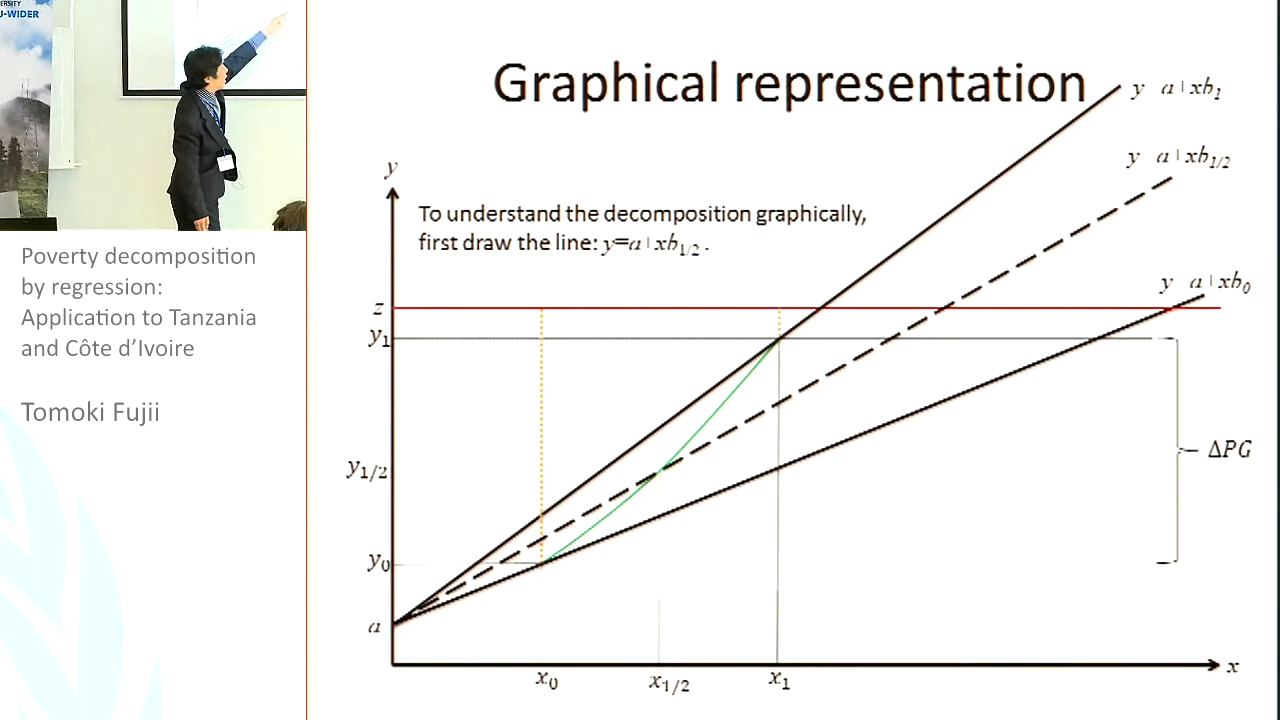 ERSITY
U-WIDER
Poverty decomposition
by regression:
Application to Tanzania
and Côte d’Ivoire
Tomoki Fujii
Graphical representation
y a | xb₁
y a | xb₁/₂
y a | xb₀
To understand the decomposition graphically,
first draw the line: y=a | xb₁/₂ .
y
z
y₁
y₁/₂
y₀
a
ΔPG
x₀
x₁/₂
x₁
x